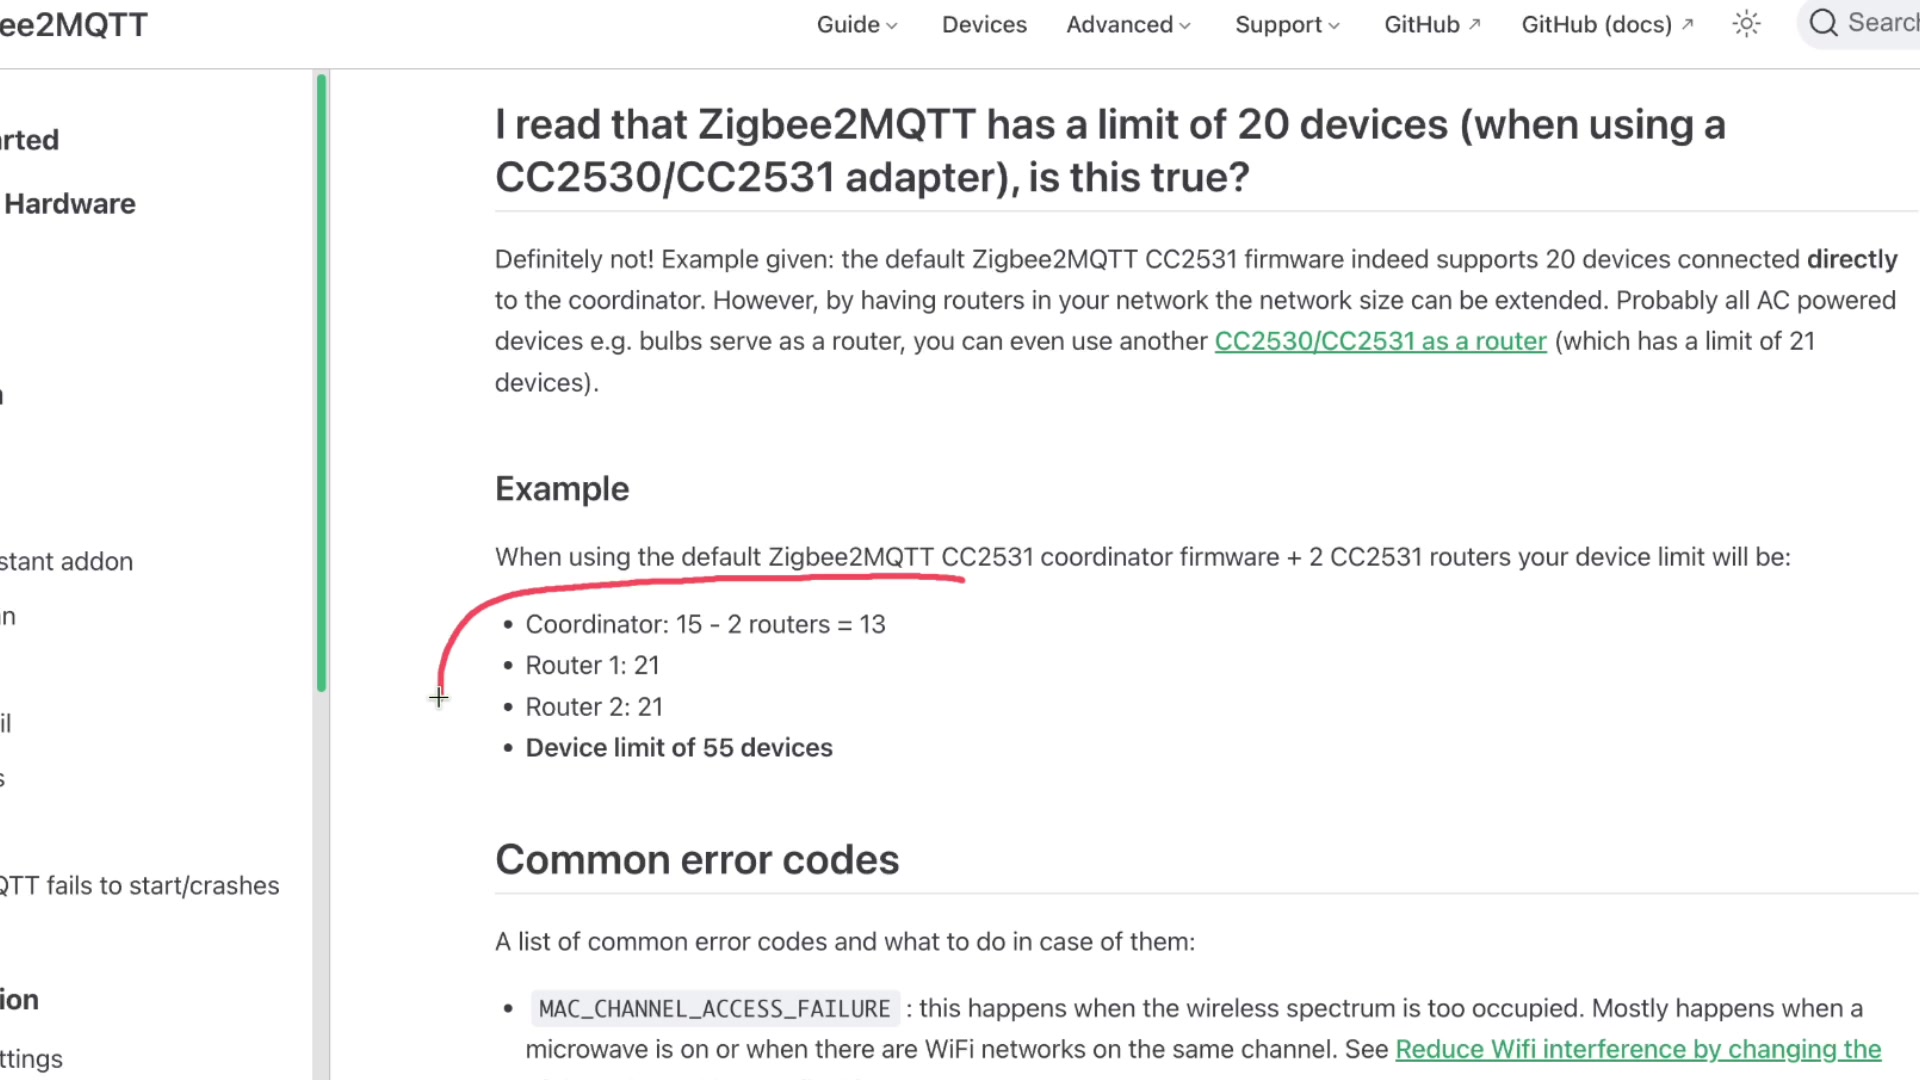 ee2MQTT
Guide Devices Advanced Support GitHub GitHub (docs) Search
rted
Hardware
stant addon
il
s
QTT fails to start/crashes
ion
ttings
I read that Zigbee2MQTT has a limit of 20 devices (when using a
CC2530/CC2531 adapter), is this true?
Definitely not! Example given: the default Zigbee2MQTT CC2531 firmware indeed supports 20 devices connected directly
to the coordinator. However, by having routers in your network the network size can be extended. Probably all AC powered
devices e.g. bulbs serve as a router, you can even use another CC2530/CC2531 as a router (which has a limit of 21
devices).
Example
When using the default Zigbee2MQTT CC2531 coordinator firmware + 2 CC2531 routers your device limit will be:
• Coordinator: 15 - 2 routers = 13
• Router 1: 21
• Router 2: 21
• Device limit of 55 devices
Common error codes
A list of common error codes and what to do in case of them:
• MAC_CHANNEL_ACCESS_FAILURE : this happens when the wireless spectrum is too occupied. Mostly happens when a
microwave is on or when there are WiFi networks on the same channel. See Reduce Wifi interference by changing the